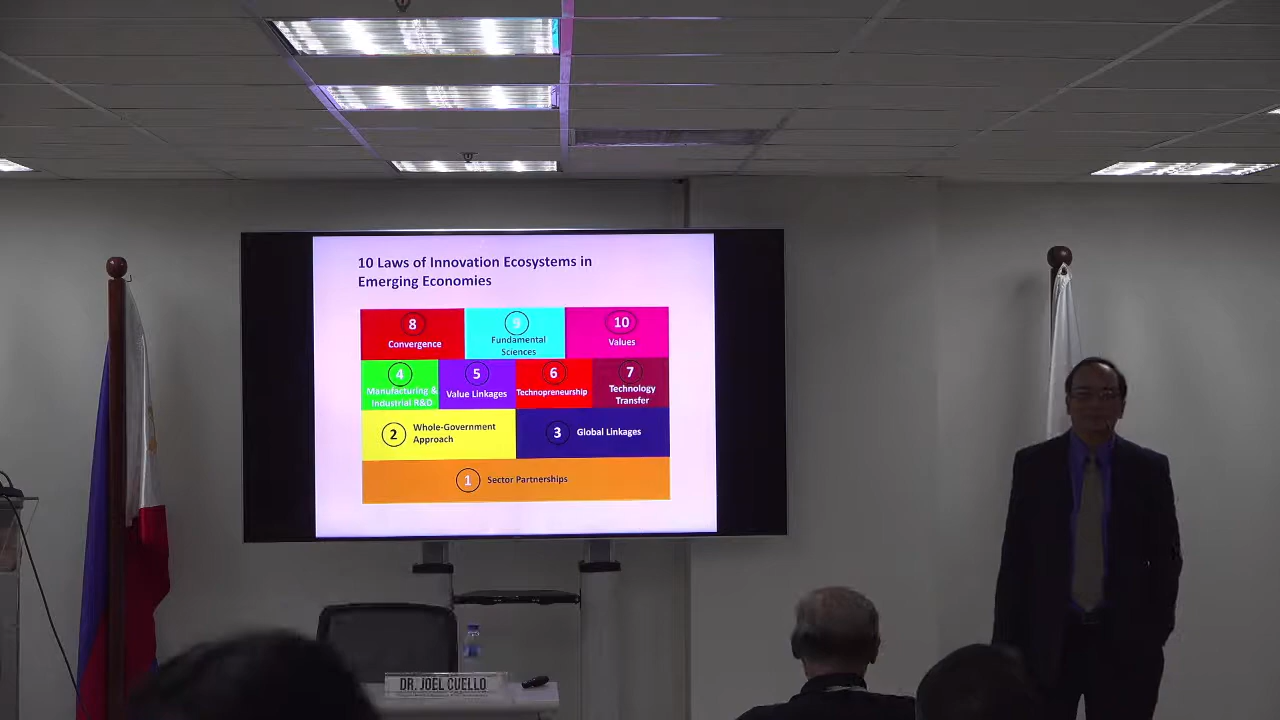 10 Laws of Innovation Ecosystems in
Emerging Economies
8
Convergence
9
Fundamental
Sciences
10
Values
4
Manufacturing &
Industrial R&D
5
Value Linkages
6
Technopreneurship
7
Technology
Transfer
2
Whole-Government
Approach
3
Global Linkages
1
Sector Partnerships
DR. JOEL CUELLO